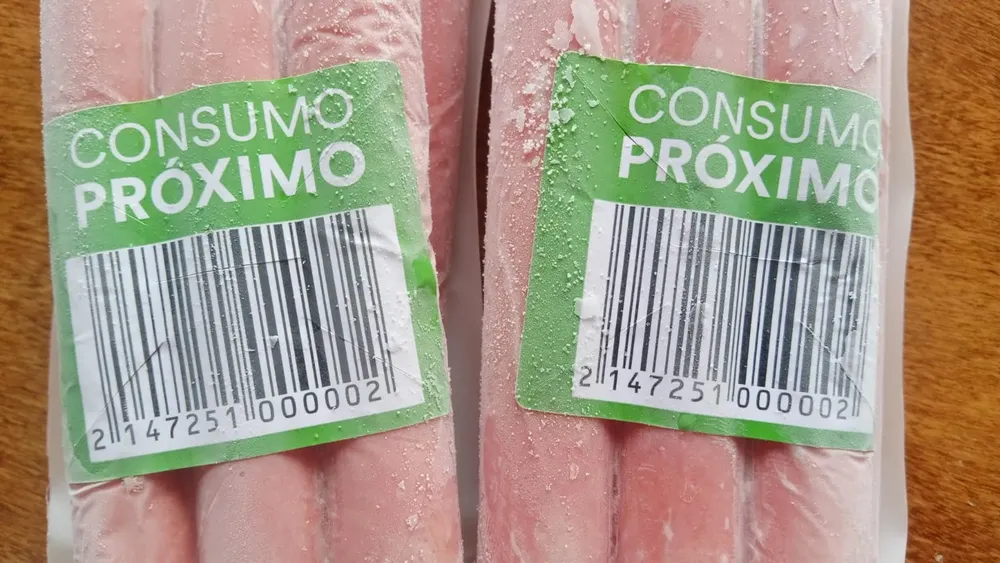 CONSUMO
PRÓXIMO
2 147251 000002
CONSUMO
PRÓXIMO
2 147251 000002